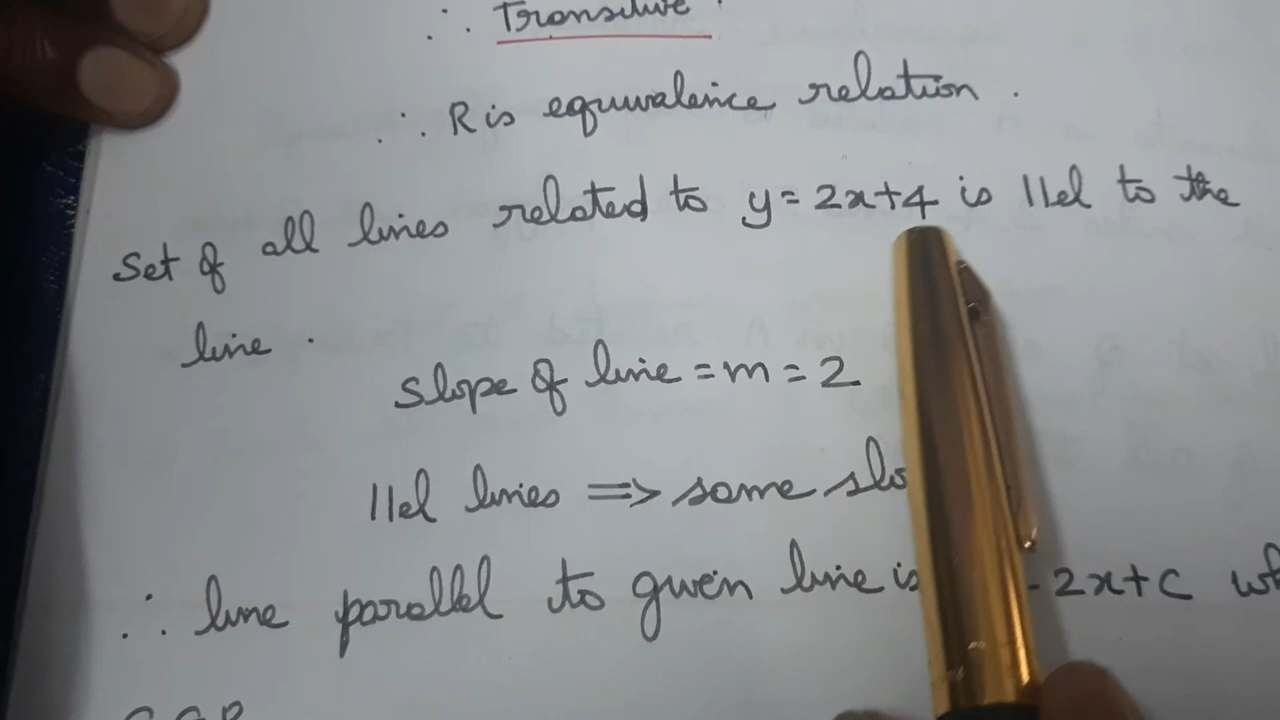 ∴ Transitive.
∴ R is equivalence relation.
Set of all lines related to y = 2x+4 is ||el to the
line.
Slope of line = m = 2
||el lines ⇒ same slo
∴ line parallel to given line is - 2x+c